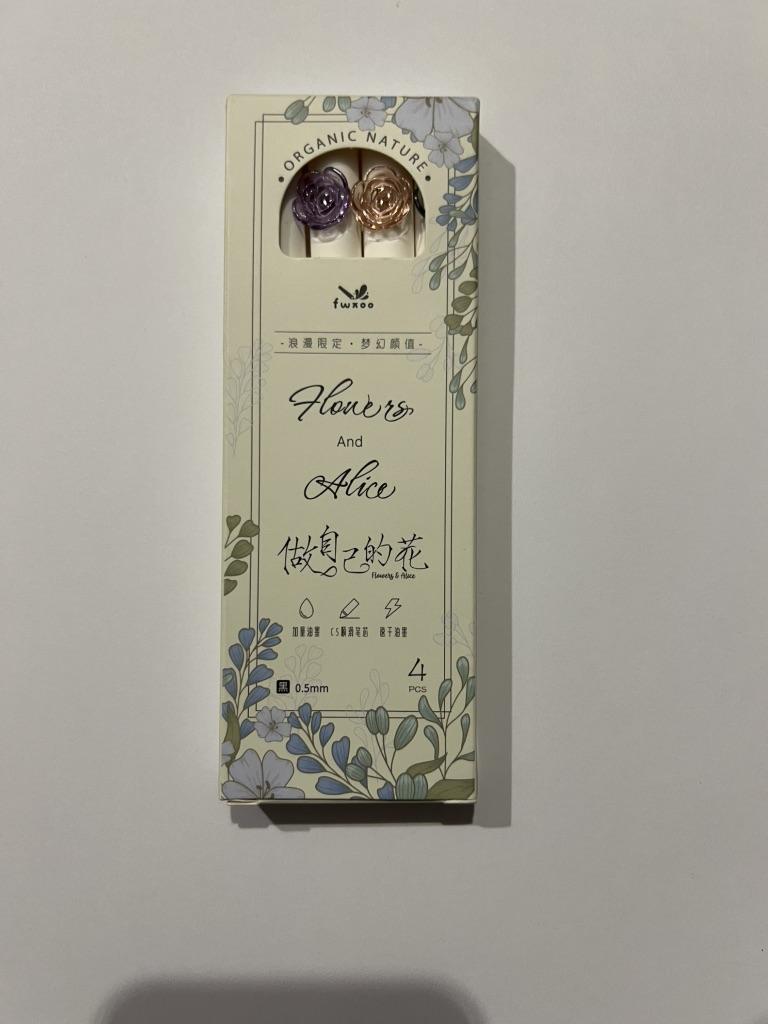 • ORGANIC NATURE •
fwxoo
-浪漫限定·梦幻颜值-
Flowers
And
Alice
做自己的花
Flowers & Alice
加量油墨 CS顺滑笔芯 速干油墨
黑 0.5mm
4
PCS